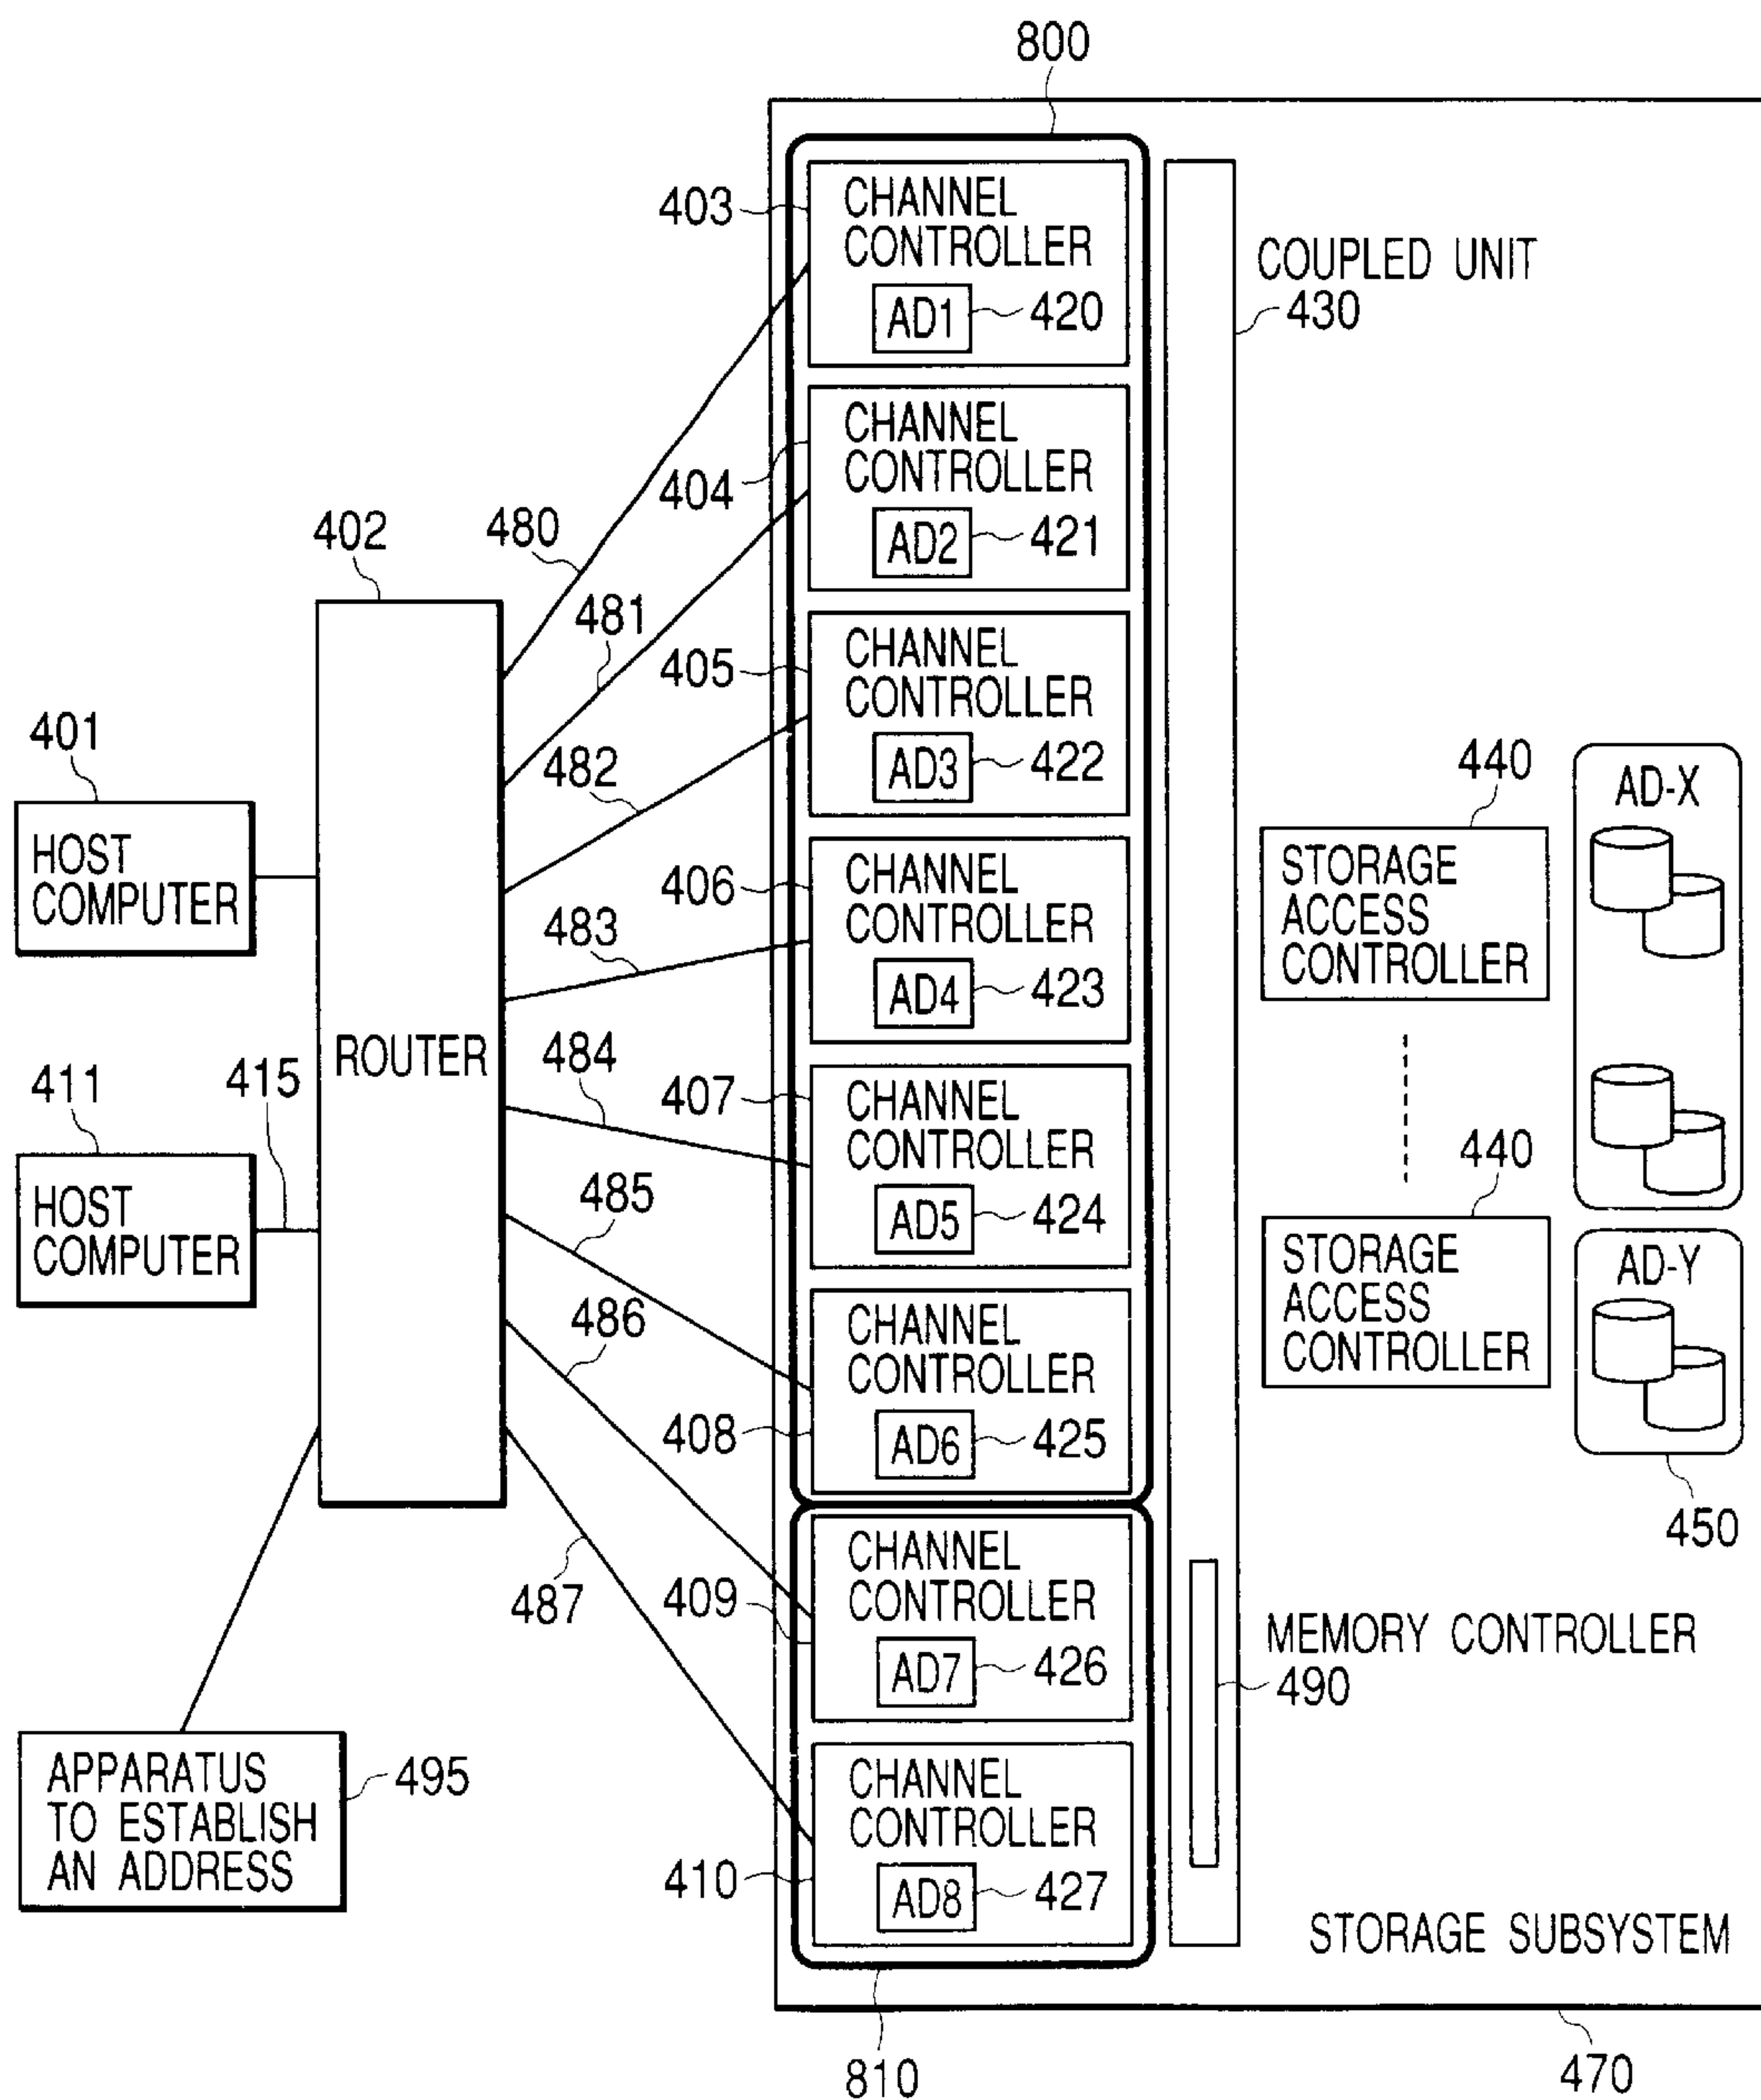 800
403
CHANNEL
CONTROLLER
AD1
420
COUPLED UNIT
430
404
CHANNEL
CONTROLLER
AD2
421
480
402
481
405
CHANNEL
CONTROLLER
AD3
422
401
HOST
COMPUTER
482
440
AD-X
STORAGE
ACCESS
CONTROLLER
406
CHANNEL
CONTROLLER
AD4
423
483
ROUTER
484
411
415
HOST
COMPUTER
407
CHANNEL
CONTROLLER
AD5
424
440
STORAGE
ACCESS
CONTROLLER
AD-Y
450
485
486
408
CHANNEL
CONTROLLER
AD6
425
487
409
CHANNEL
CONTROLLER
AD7
426
MEMORY CONTROLLER
490
APPARATUS
TO ESTABLISH
AN ADDRESS
495
410
CHANNEL
CONTROLLER
AD8
427
STORAGE SUBSYSTEM
810
470